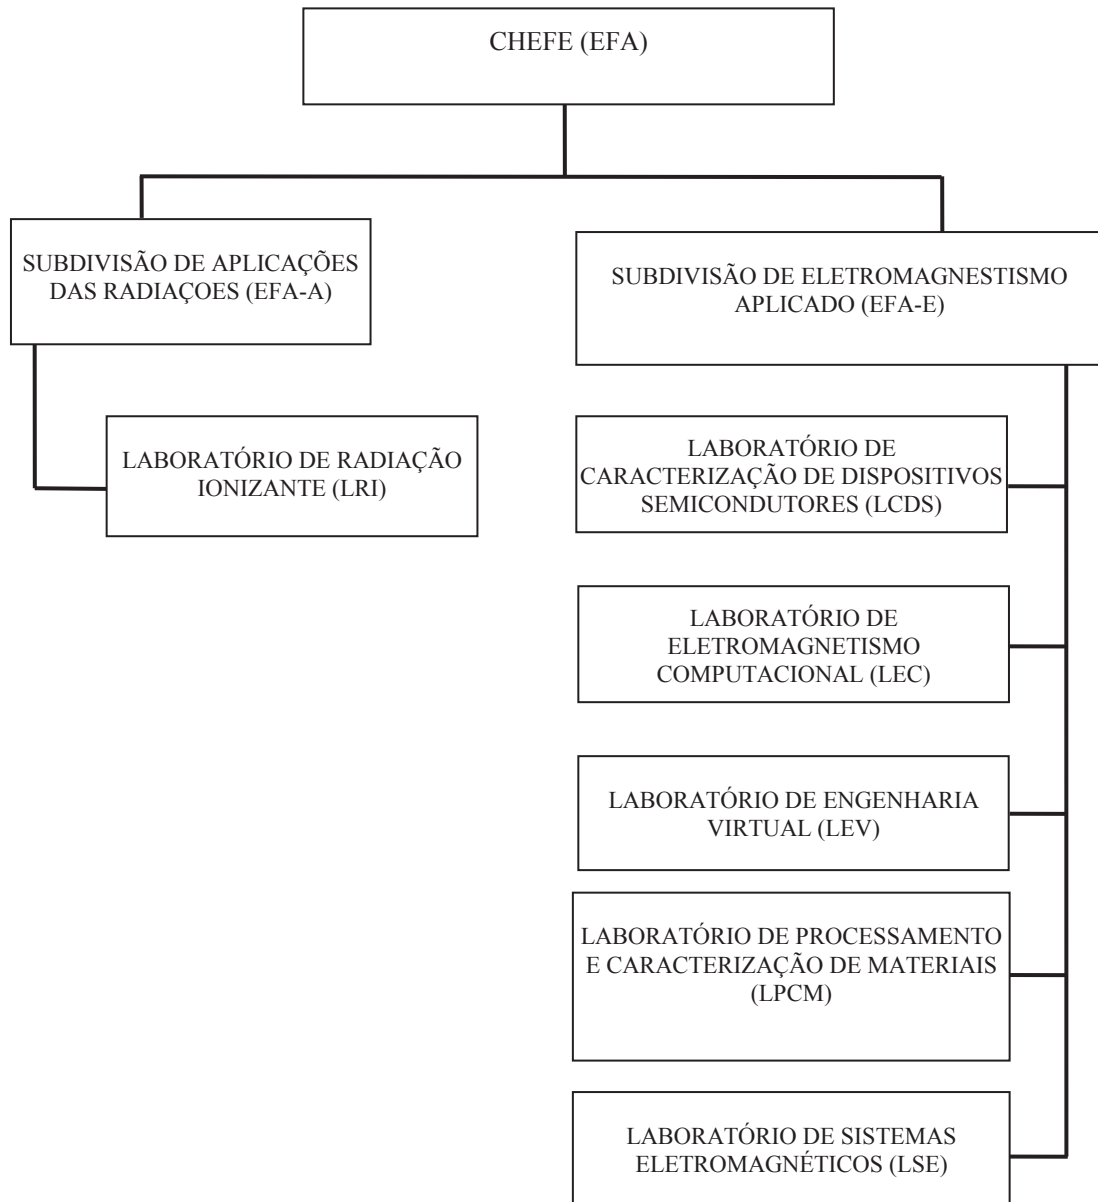 CHEFE (EFA)
SUBDIVISÃO DE APLICAÇÕES
DAS RADIAÇOES (EFA-A)
LABORATÓRIO DE RADIAÇÃO
IONIZANTE (LRI)
SUBDIVISÃO DE ELETROMAGNESTISMO
APLICADO (EFA-E)
LABORATÓRIO DE
CARACTERIZAÇÃO DE DISPOSITIVOS
SEMICONDUTORES (LCDS)
LABORATÓRIO DE
ELETROMAGNETISMO
COMPUTACIONAL (LEC)
LABORATÓRIO DE ENGENHARIA
VIRTUAL (LEV)
LABORATÓRIO DE PROCESSAMENTO
E CARACTERIZAÇÃO DE MATERIAIS
(LPCM)
LABORATÓRIO DE SISTEMAS
ELETROMAGNÉTICOS (LSE)